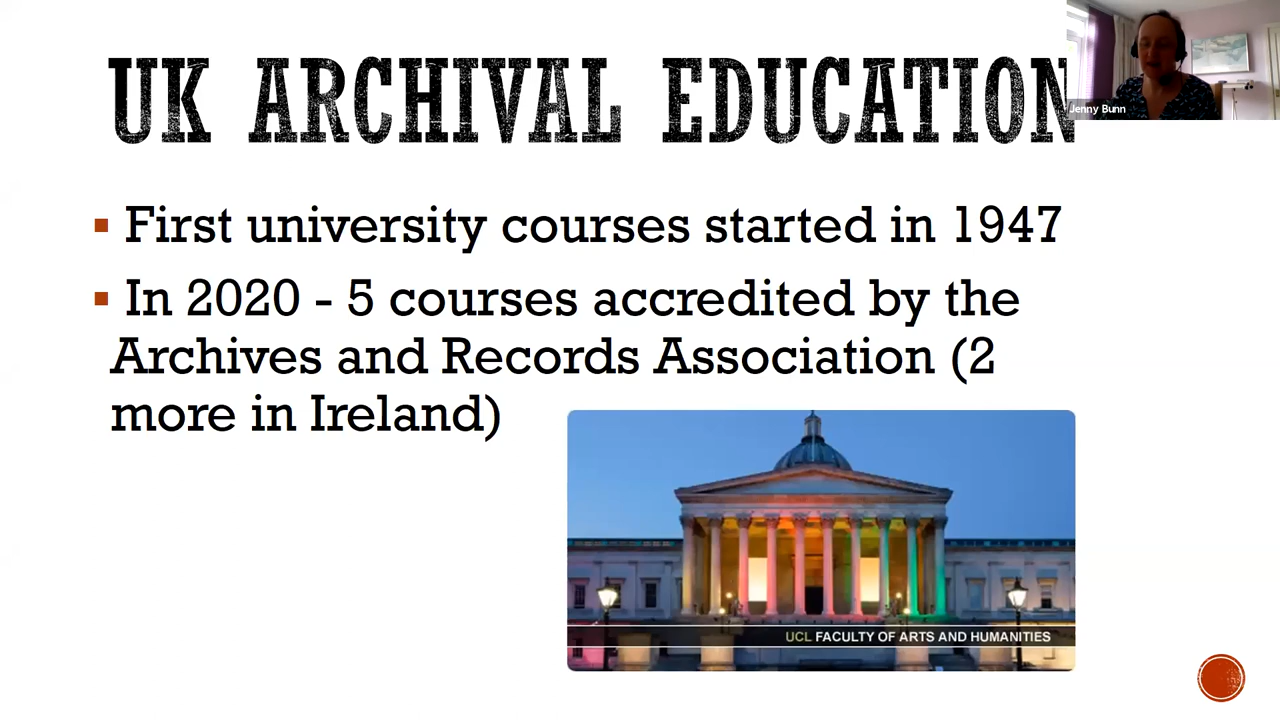 UK ARCHIVAL EDUCATION
Jenny Bunn
First university courses started in 1947
In 2020 - 5 courses accredited by the
Archives and Records Association (2
more in Ireland)
UCL FACULTY OF ARTS AND HUMANITIES